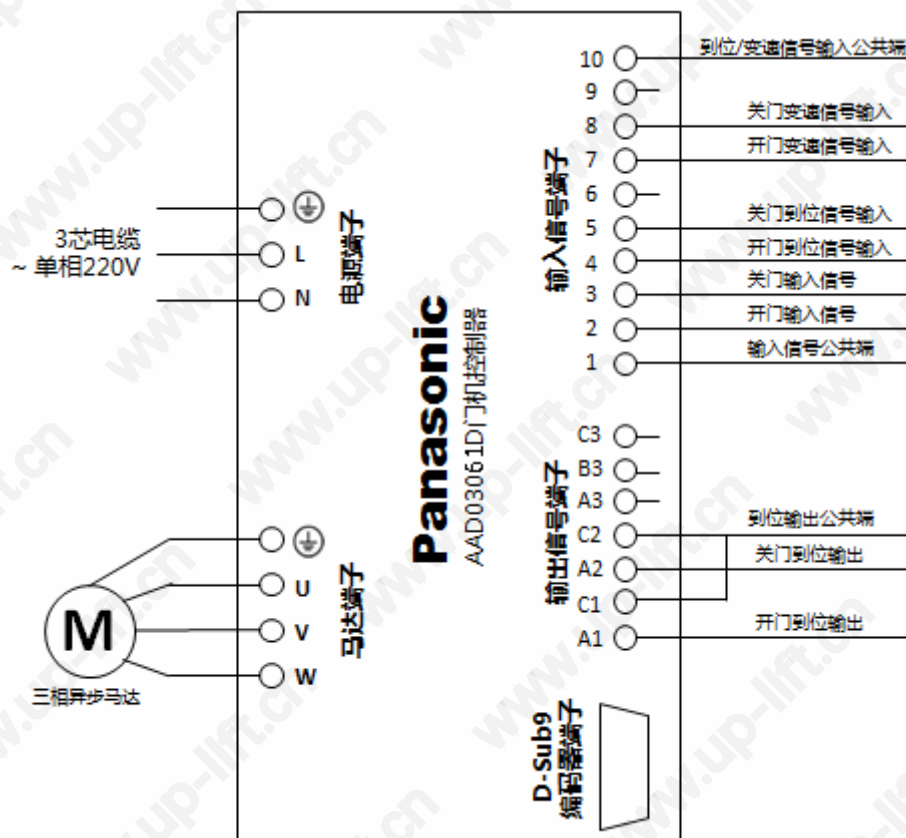 3芯电缆
~ 单相220V
L
N
电源端子
U
V
W
马达端子
M
三相异步马达
Panasonic
AAD03061D门机控制器
输入信号端子
10 到位/变速信号输入公共端
9
8 关门变速信号输入
7 开门变速信号输入
6
5 关门到位信号输入
4 开门到位信号输入
3 关门输入信号
2 开门输入信号
1 输入信号公共端
输出信号端子
C3
B3
A3
C2 到位输出公共端
A2 关门到位输出
C1
A1 开门到位输出
D-Sub9
编码器端子
www.up-lift.cn